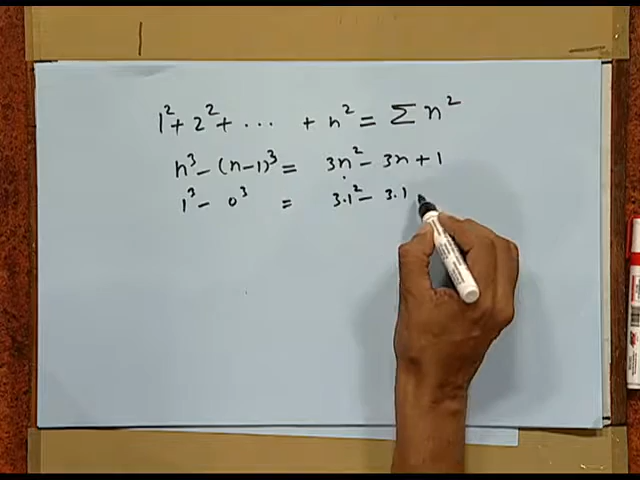 1² + 2² + ... + n² = Σ n²
n³ - (n-1)³ = 3n² - 3n + 1
1³ - 0³ = 3.1² - 3.1